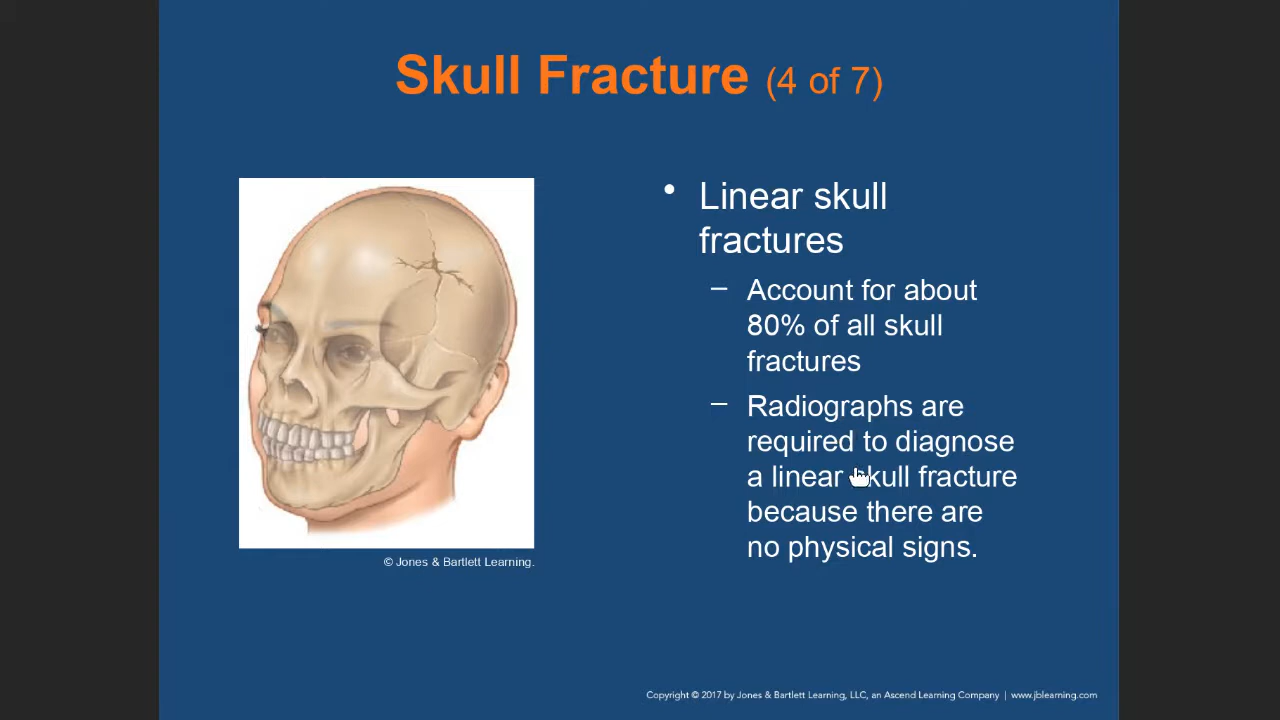 Skull Fracture (4 of 7)
• Linear skull
fractures
– Account for about
80% of all skull
fractures
– Radiographs are
required to diagnose
a linear skull fracture
because there are
no physical signs.
© Jones & Bartlett Learning.
Copyright © 2017 by Jones & Bartlett Learning, LLC, an Ascend Learning Company | www.jblearning.com